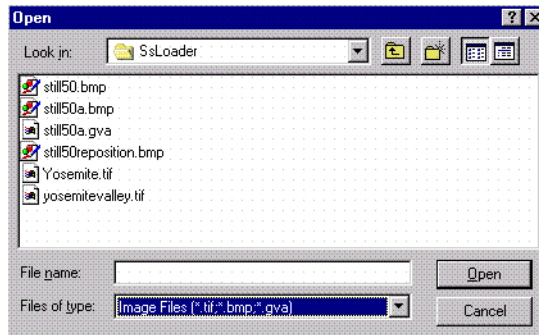 Open
Look in: SsLoader
still50.bmp
still50a.bmp
still50a.gva
still50reposition.bmp
Yosemite.tif
yosemitevalley.tif
File name: Open
Files of type: Image Files (*.tif;*.bmp;*.gva) Cancel